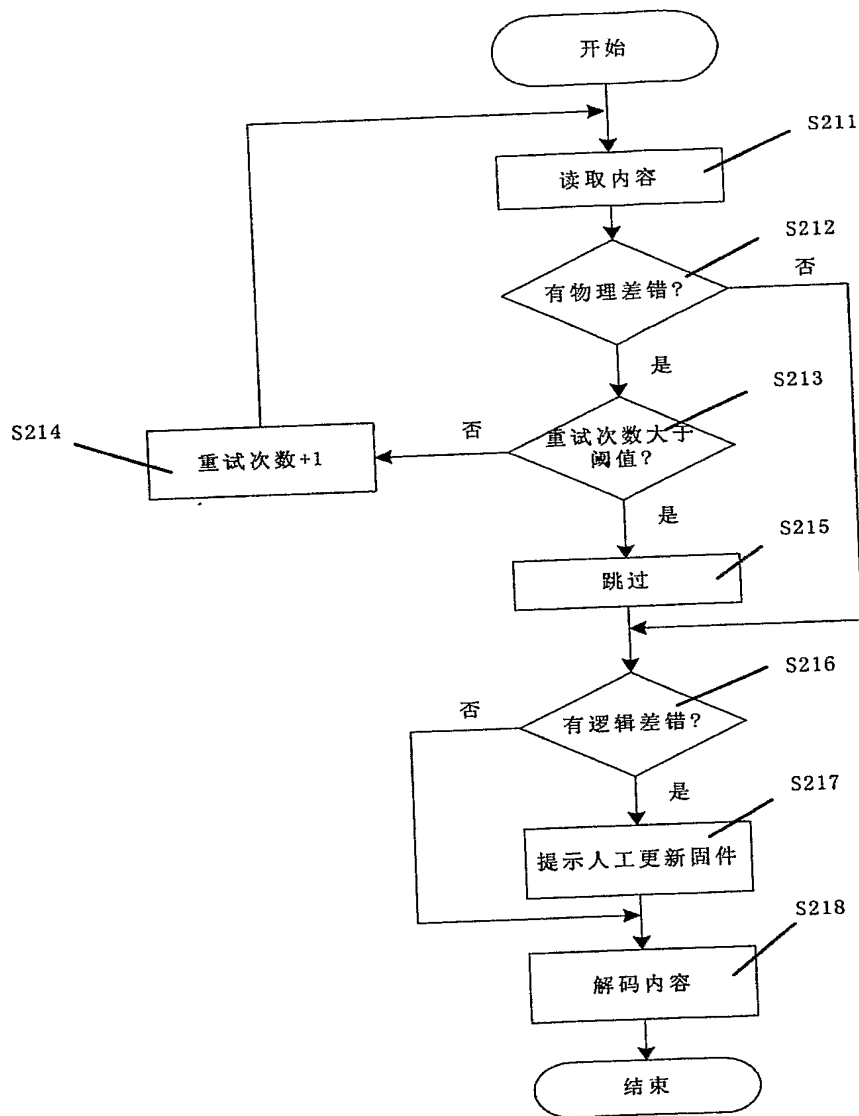 开始
S211
读取内容
S212
否
有物理差错?
是
S213
S214
否
重试次数大于
阈值?
重试次数+1
是
S215
跳过
S216
否
有逻辑差错?
是
S217
提示人工更新固件
S218
解码内容
结束